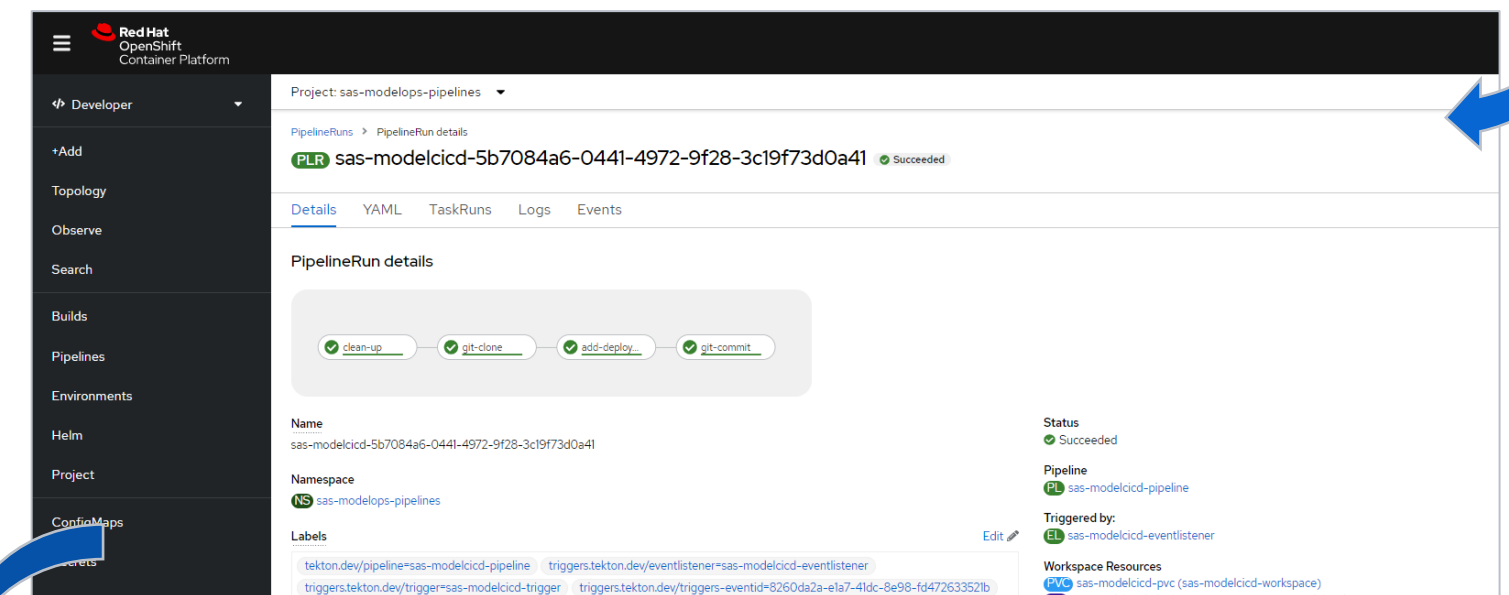 Red Hat
OpenShift
Container Platform
Developer
+Add
Topology
Observe
Search
Builds
Pipelines
Environments
Helm
Project
ConfigMaps
Project: sas-modelops-pipelines
PipelineRuns > PipelineRun details
PLR sas-modelcicd-5b7084a6-0441-4972-9f28-3c19f73d0a41 Succeeded
Details YAML TaskRuns Logs Events
PipelineRun details
clean-up git-clone add-deploy... git-commit
Name
sas-modelcicd-5b7084a6-0441-4972-9f28-3c19f73d0a41
Namespace
NS sas-modelops-pipelines
Labels Edit
tekton.dev/pipeline=sas-modelcicd-pipeline triggers.tekton.dev/eventlistener=sas-modelcicd-eventlistener
triggers.tekton.dev/trigger=sas-modelcicd-trigger triggers.tekton.dev/triggers-eventid=8260da2a-e1a7-41dc-8e98-fd472633521b
Status
Succeeded
Pipeline
PL sas-modelcicd-pipeline
Triggered by:
EL sas-modelcicd-eventlistener
Workspace Resources
PVC sas-modelcicd-pvc (sas-modelcicd-workspace)